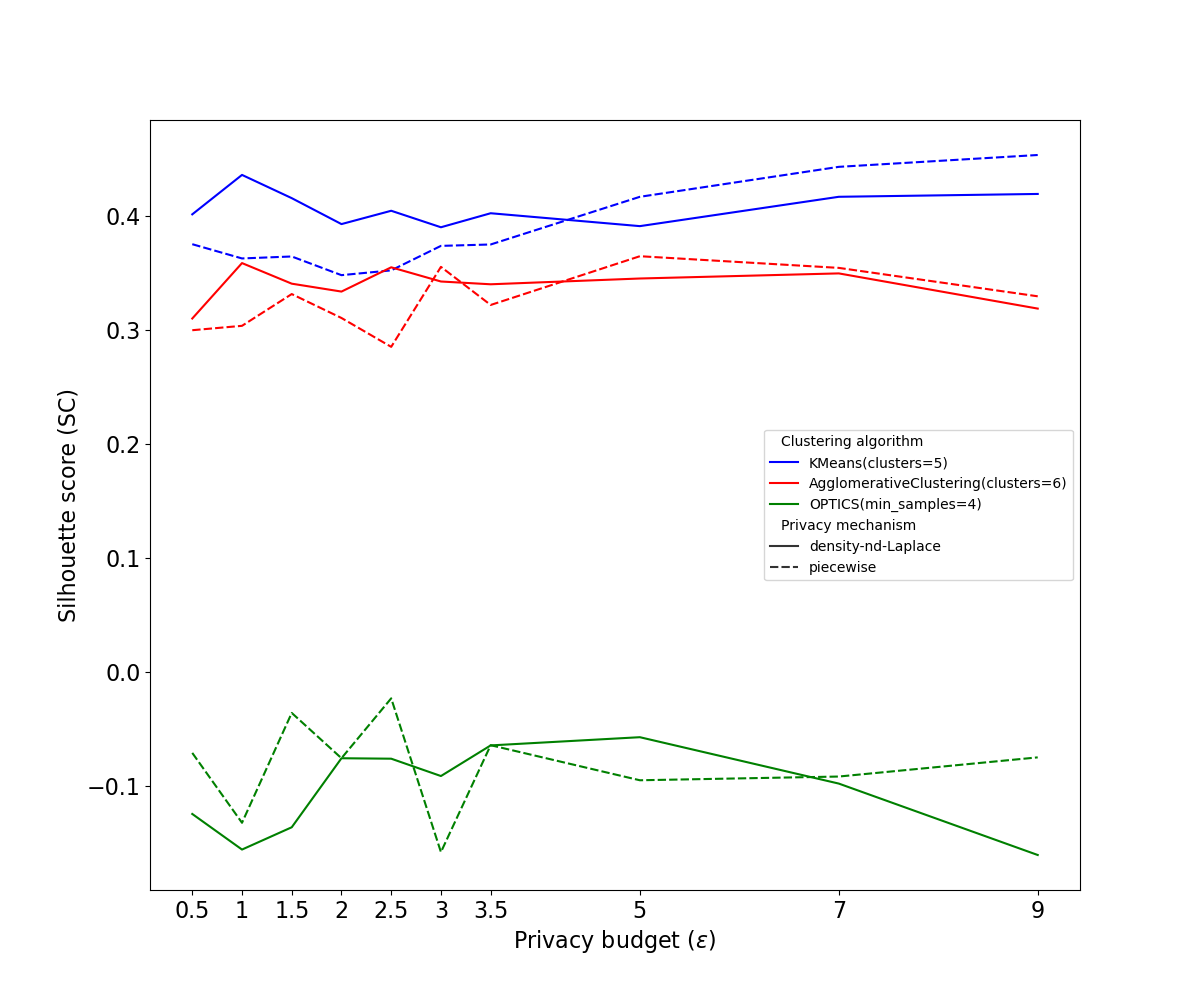 Silhouette score (SC)
0.4
0.3
0.2
0.1
0.0
−0.1
Clustering algorithm
KMeans(clusters=5)
AgglomerativeClustering(clusters=6)
OPTICS(min_samples=4)
Privacy mechanism
density-nd-Laplace
piecewise
0.5 1 1.5 2 2.5 3 3.5 5 7 9
Privacy budget (ε)